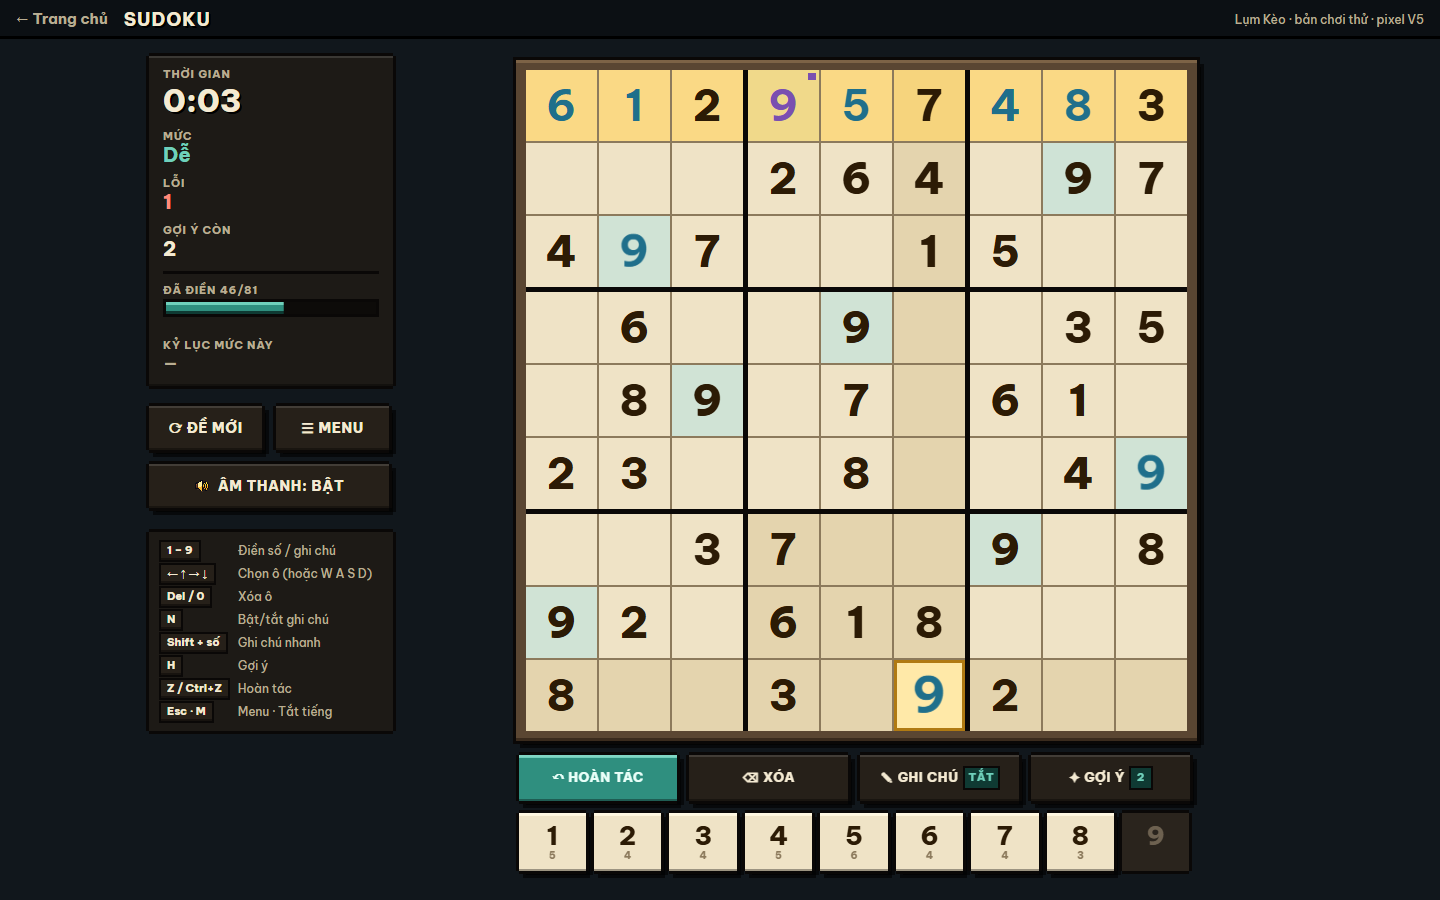 ← Trang chủ SUDOKU
Lụm Kèo · bản chơi thử · pixel V5
THỜI GIAN
0:03
MỨC
Dễ
LỖI
1
GỢI Ý CÒN
2
ĐÃ ĐIỀN 46/81
KỶ LỤC MỨC NÀY
—
⟳ ĐỀ MỚI
☰ MENU
🔊 ÂM THANH: BẬT
1 – 9 Điền số / ghi chú
←↑→↓ Chọn ô (hoặc W A S D)
Del / 0 Xóa ô
N Bật/tắt ghi chú
Shift + số Ghi chú nhanh
H Gợi ý
Z / Ctrl+Z Hoàn tác
Esc · M Menu · Tắt tiếng
6 1 2 9 5 7 4 8 3
2 6 4 9 7
4 9 7 1 5
6 9 3 5
8 9 7 6 1
2 3 8 4 9
3 7 9 8
9 2 6 1 8
8 3 9 2
↶ HOÀN TÁC
⌫ XÓA
✎ GHI CHÚ TẮT
✦ GỢI Ý 2
1 2 3 4 5 6 7 8 9
5 4 4 5 6 4 4 3